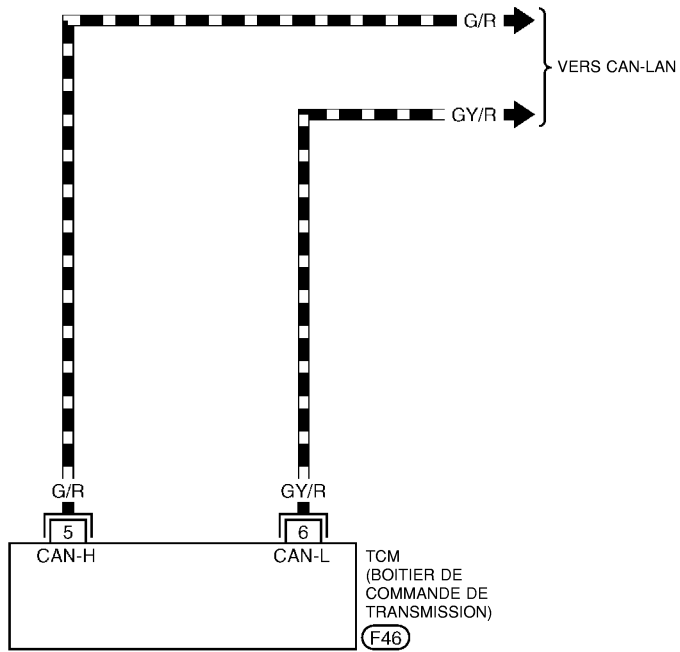 G/R
VERS CAN-LAN
GY/R
G/R
GY/R
5
6
CAN-H
CAN-L
TCM
(BOITIER DE
COMMANDE DE
TRANSMISSION)
F46